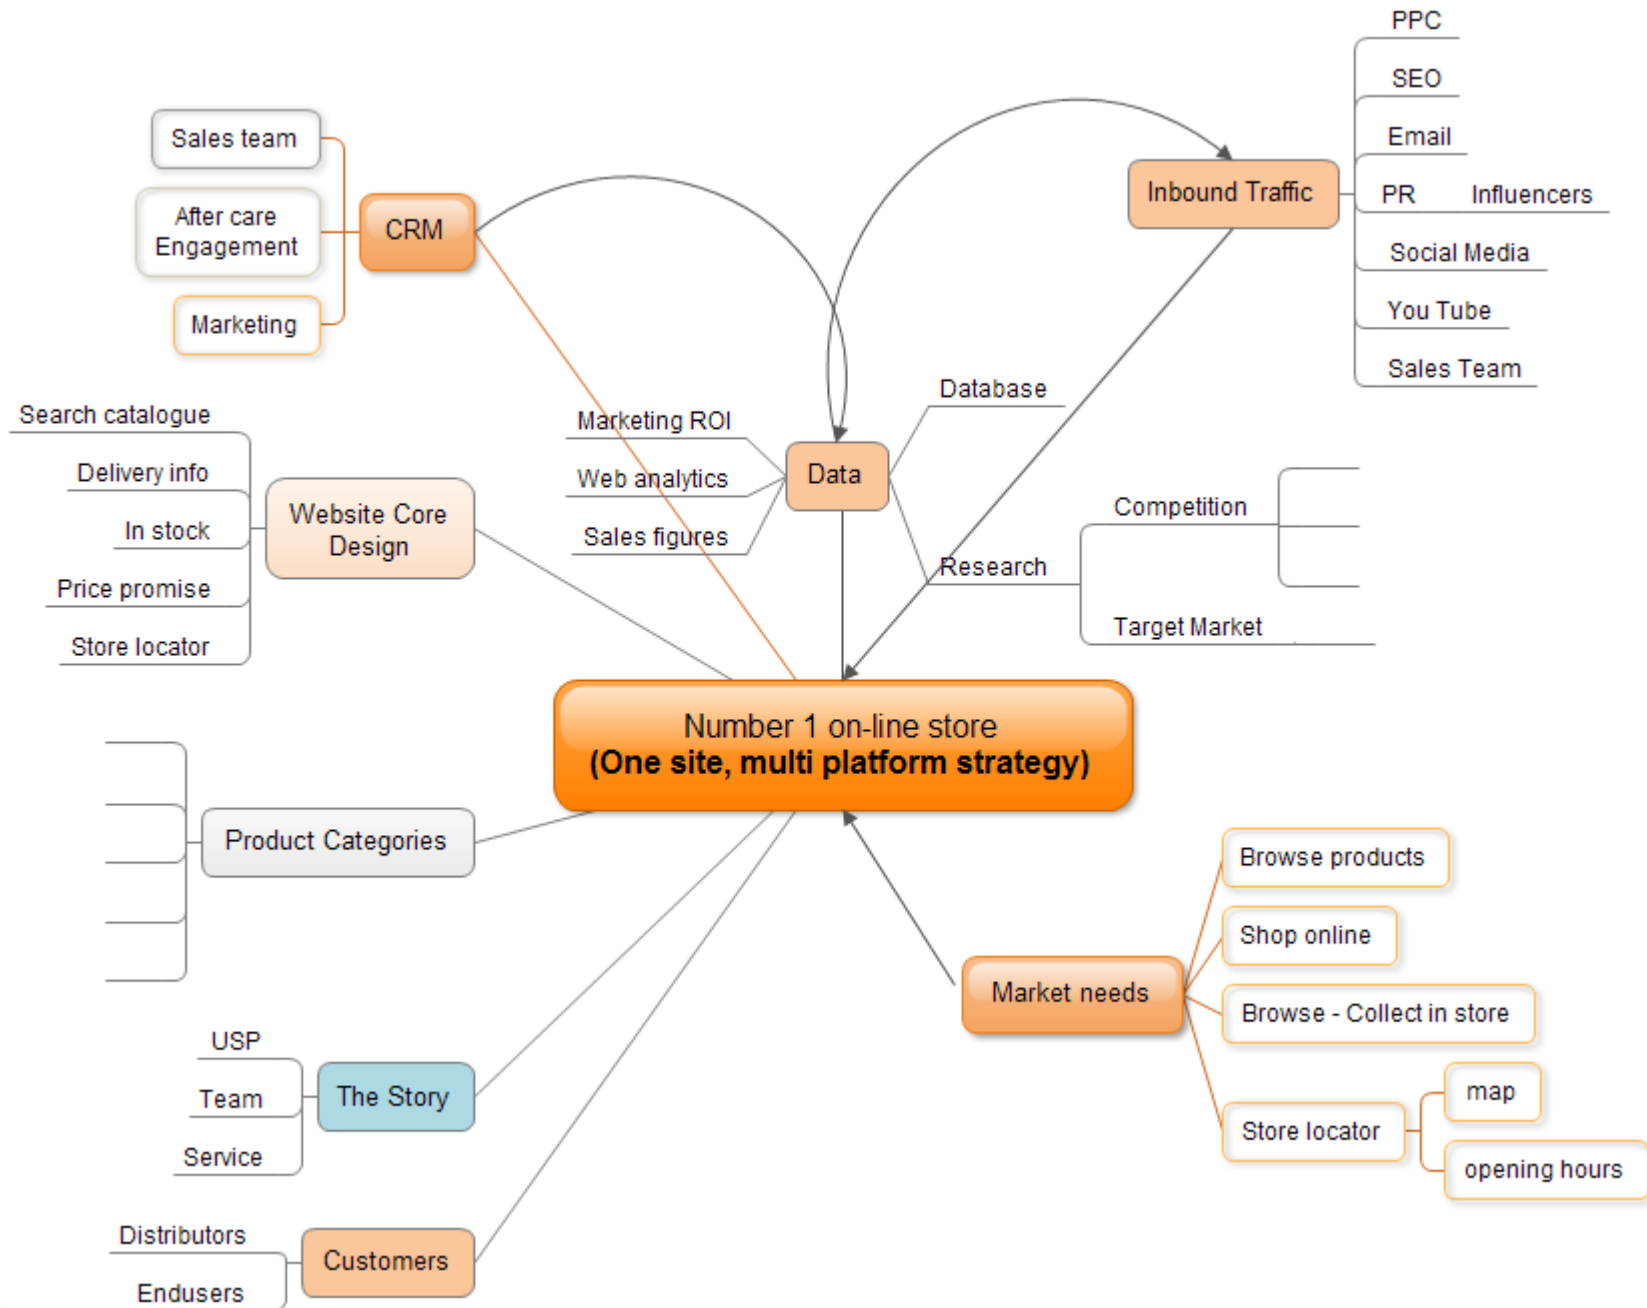 PPC
SEO
Email
PR
Influencers
Social Media
You Tube
Sales Team
Inbound Traffic
Sales team
After care
Engagement
Marketing
CRM
Search catalogue
Delivery info
In stock
Price promise
Store locator
Website Core
Design
Marketing ROI
Web analytics
Sales figures
Data
Database
Research
Competition
Target Market
Number 1 on-line store
(One site, multi platform strategy)
Product Categories
USP
Team
Service
The Story
Distributors
Endusers
Customers
Market needs
Browse products
Shop online
Browse - Collect in store
Store locator
map
opening hours